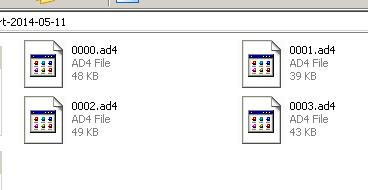 rt-2014-05-11
0000.ad4
AD4 File
48 KB
0001.ad4
AD4 File
39 KB
0002.ad4
AD4 File
49 KB
0003.ad4
AD4 File
43 KB